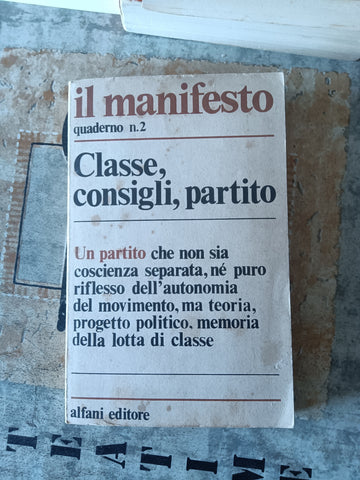 il manifesto
quaderno n.2
Classe,
consigli, partito
Un partito che non sia
coscienza separata, né puro
riflesso dell'autonomia
del movimento, ma teoria,
progetto politico, memoria
della lotta di classe
alfani editore
TEATIME